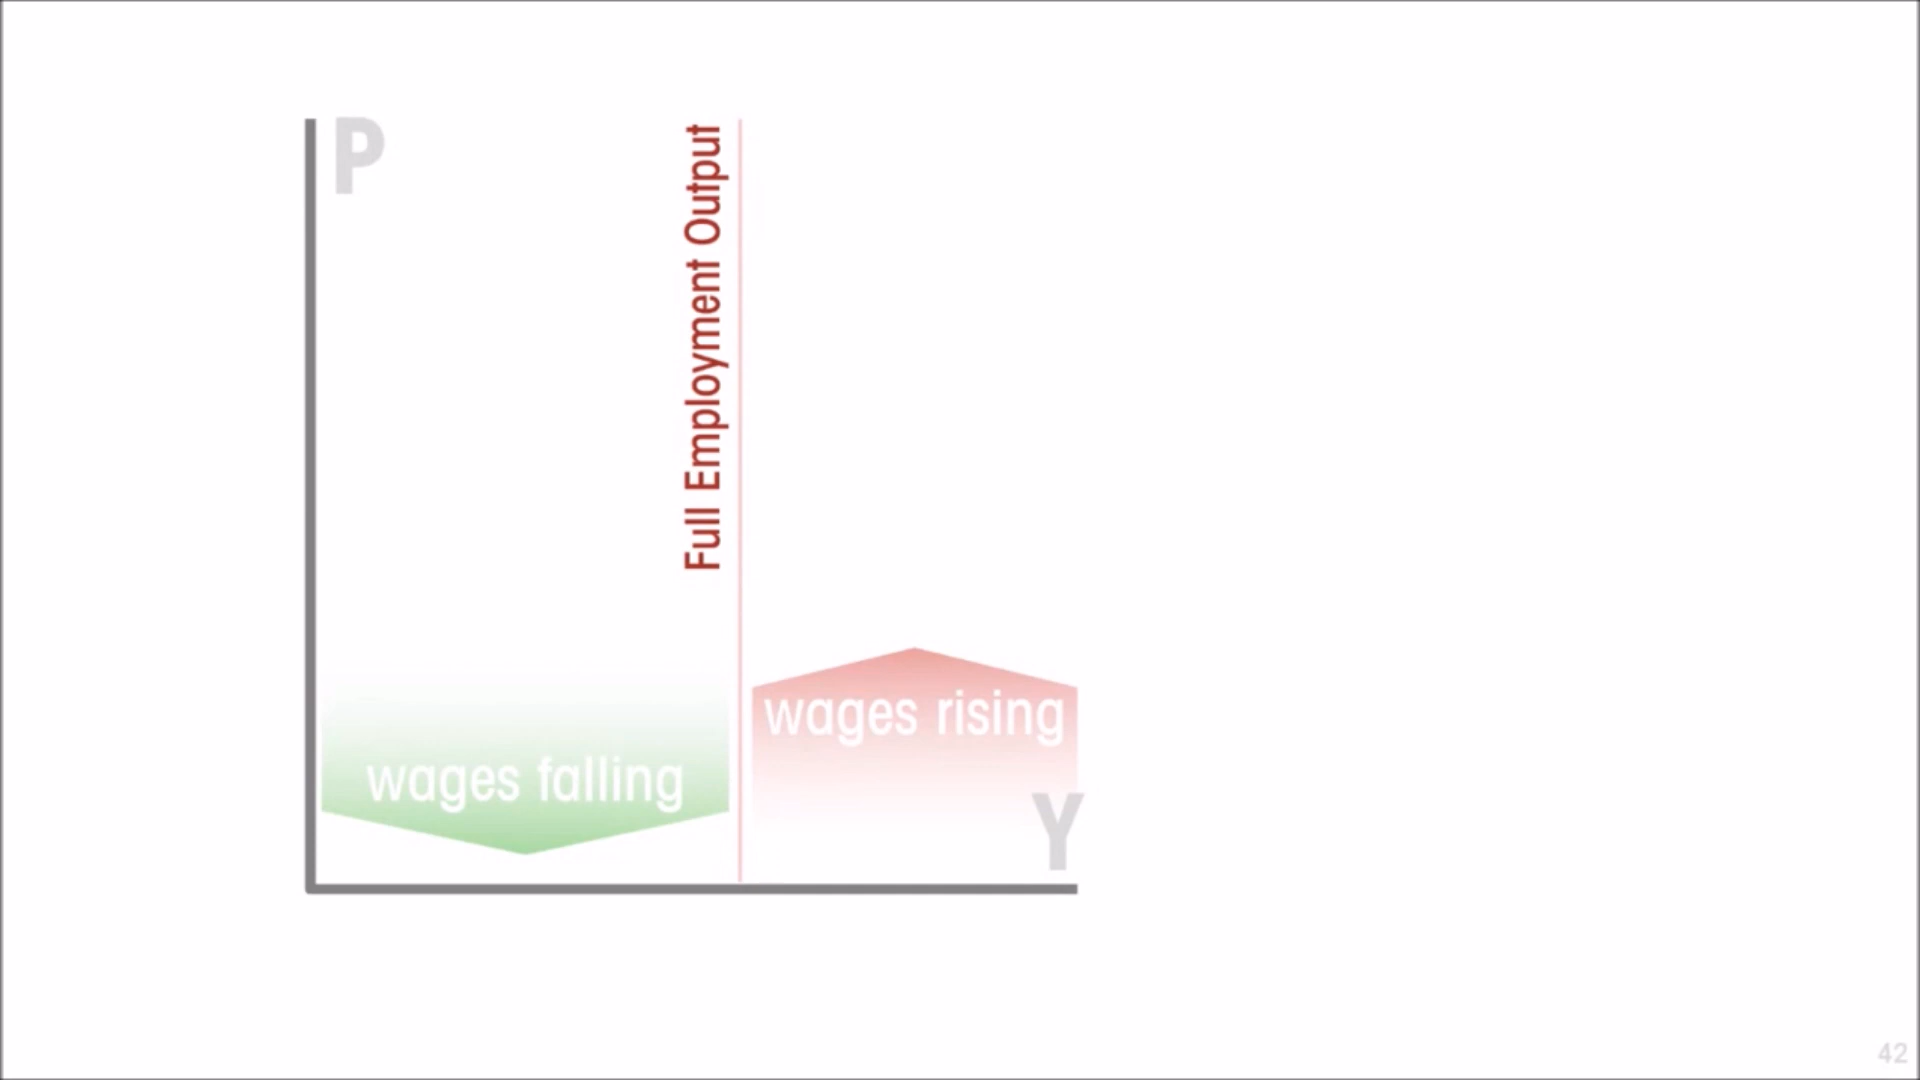 P
Full Employment Output
wages rising
wages falling
Y
42